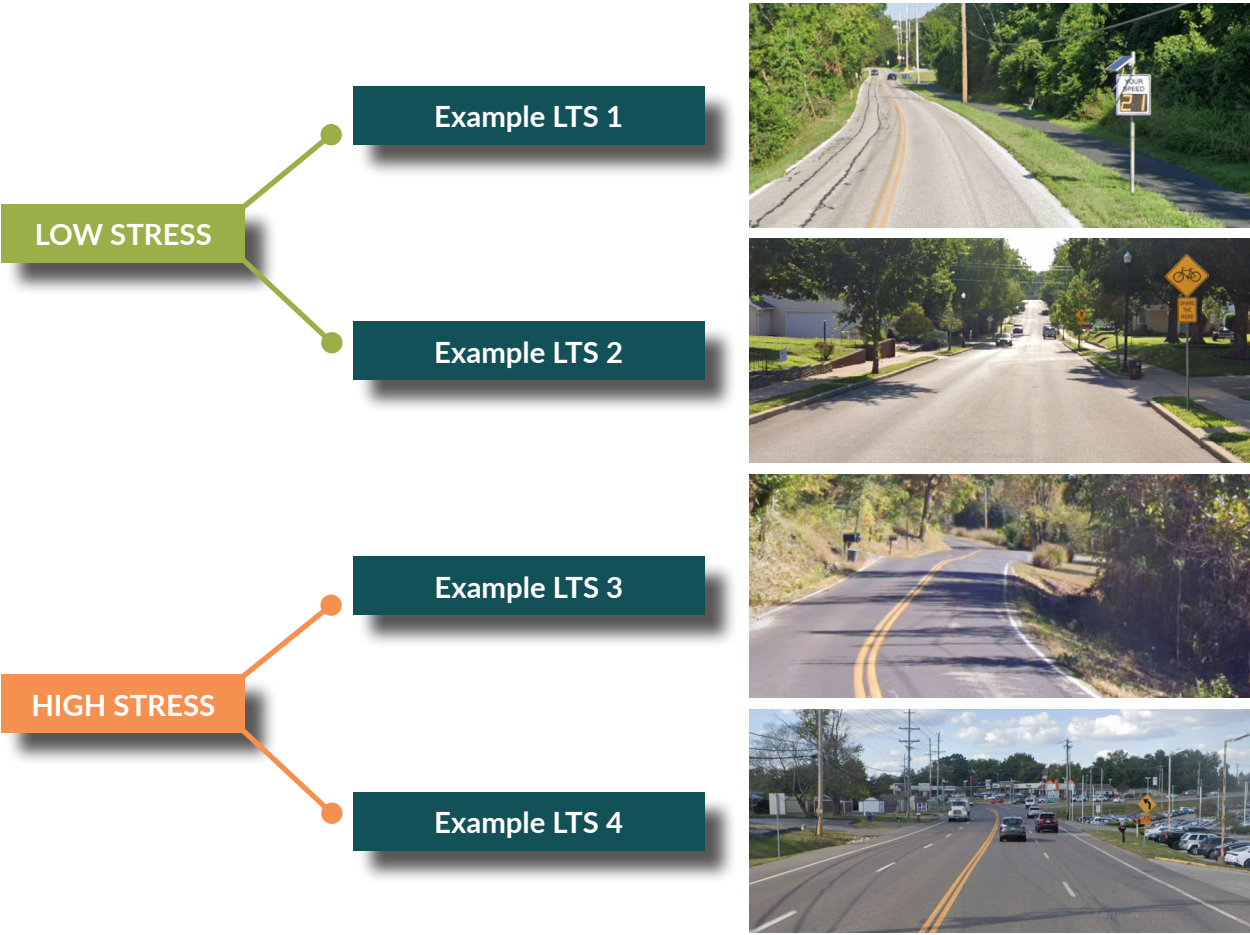 Example LTS 1
YOUR
SPEED
21
LOW STRESS
SHARE
THE
ROAD
Example LTS 2
Example LTS 3
HIGH STRESS
Example LTS 4